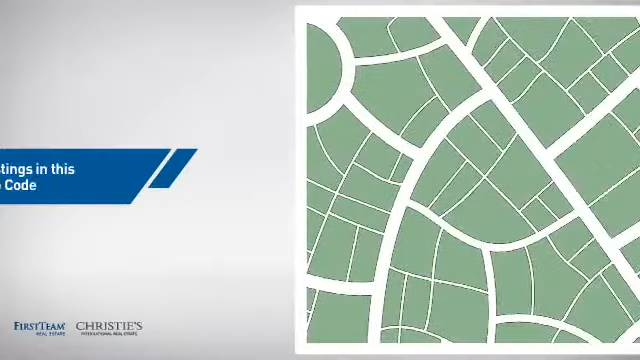 tings in this
Code
FIRSTTEAM® CHRISTIE'S
REAL ESTATE INTERNATIONAL REAL ESTATE